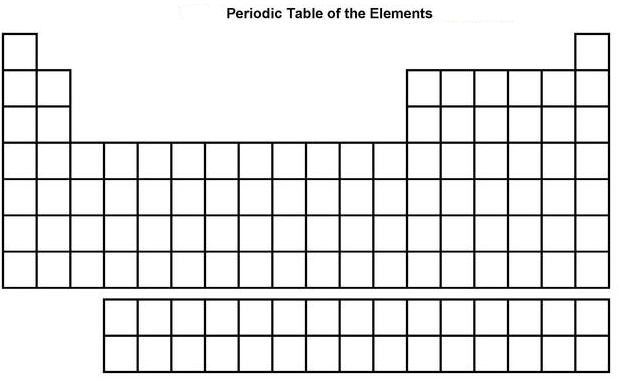 Periodic Table of the Elements